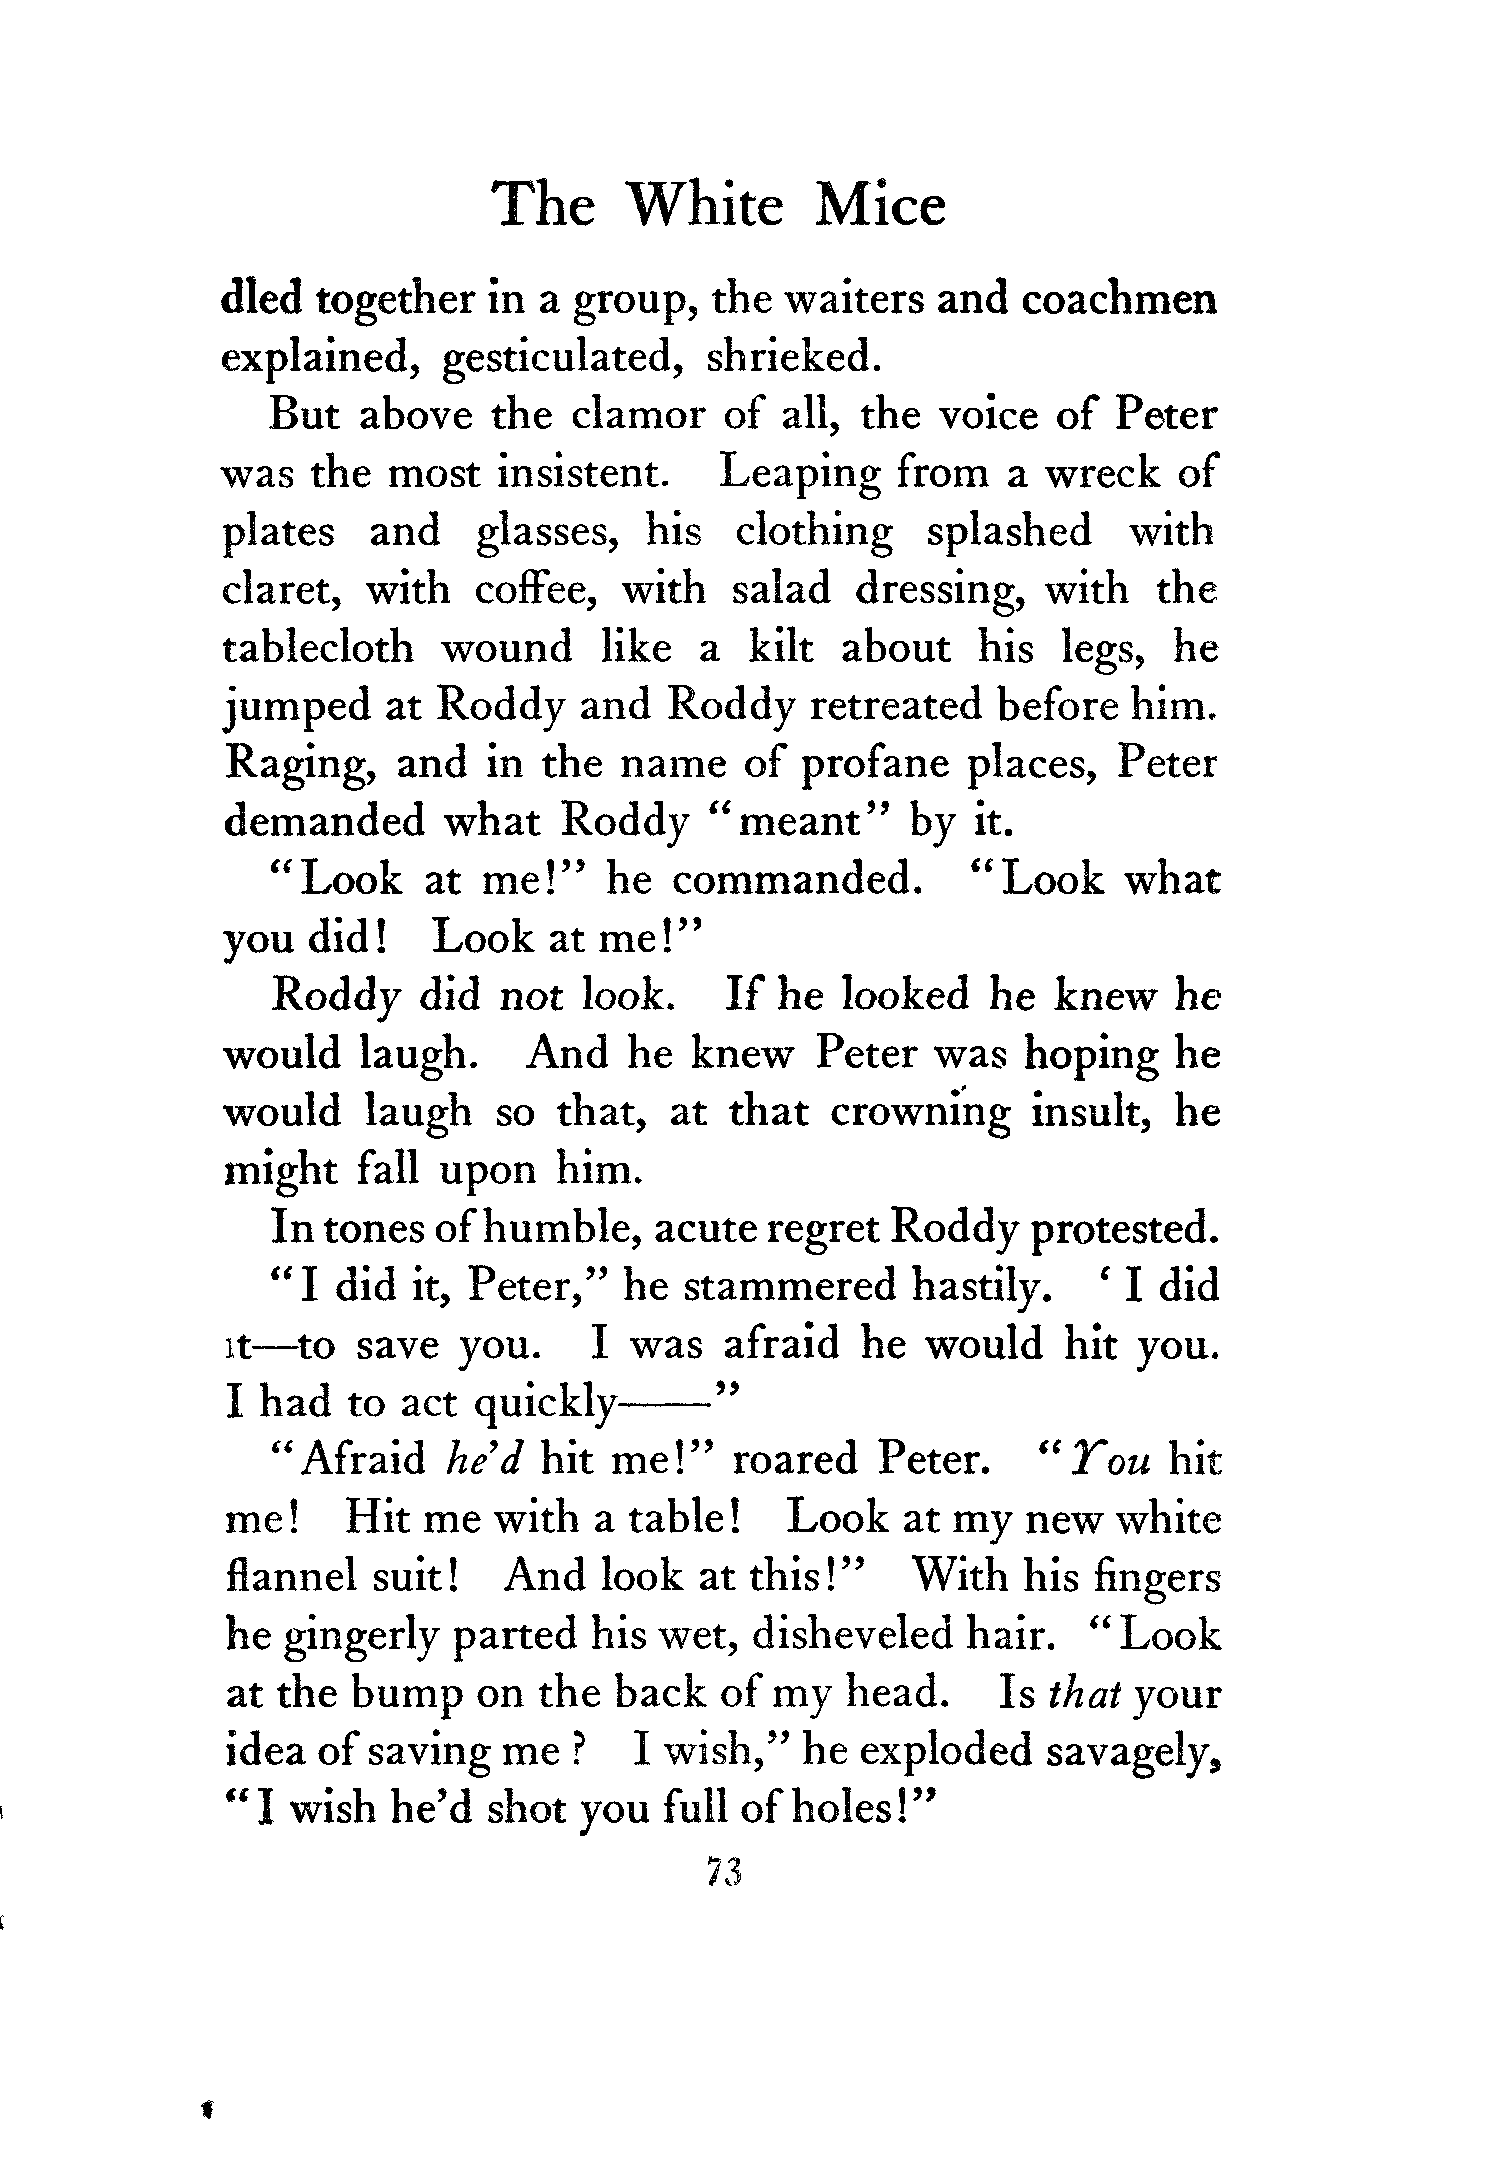 The White Mice
dled together in a group, the waiters and coachmen
explained, gesticulated, shrieked.
But above the clamor of all, the voice of Peter
was the most insistent. Leaping from a wreck of
plates and glasses, his clothing splashed with
claret, with coffee, with salad dressing, with the
tablecloth wound like a kilt about his legs, he
jumped at Roddy and Roddy retreated before him.
Raging, and in the name of profane places, Peter
demanded what Roddy "meant" by it.
"Look at me!" he commanded. "Look what
you did! Look at me!"
Roddy did not look. If he looked he knew he
would laugh. And he knew Peter was hoping he
would laugh so that, at that crowning insult, he
might fall upon him.
In tones of humble, acute regret Roddy protested.
"I did it, Peter," he stammered hastily. ‘ I did
it—to save you. I was afraid he would hit you.
I had to act quickly——"
"Afraid he'd hit me!" roared Peter. "You hit
me! Hit me with a table! Look at my new white
flannel suit! And look at this!" With his fingers
he gingerly parted his wet, disheveled hair. "Look
at the bump on the back of my head. Is that your
idea of saving me? I wish," he exploded savagely,
"I wish he'd shot you full of holes!"
73